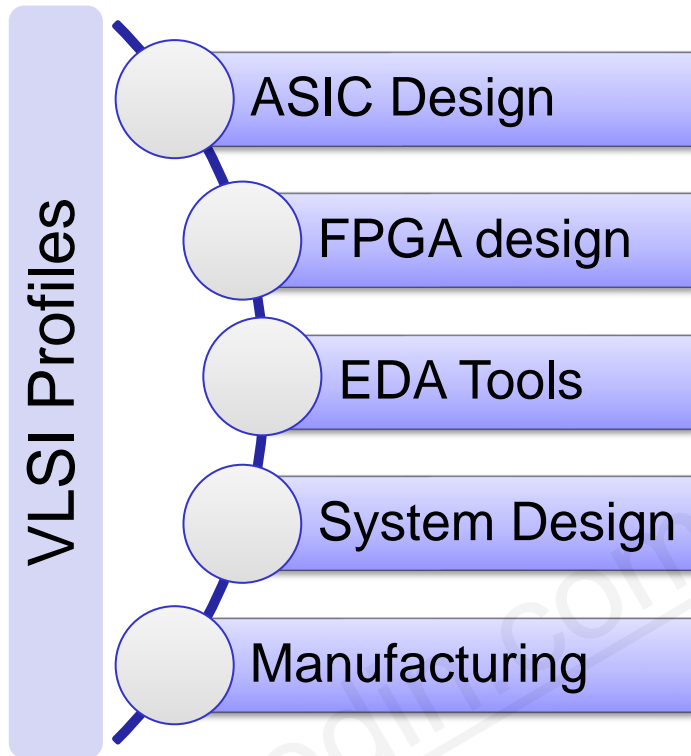 VLSI Profiles
ASIC Design
FPGA design
EDA Tools
System Design
Manufacturing